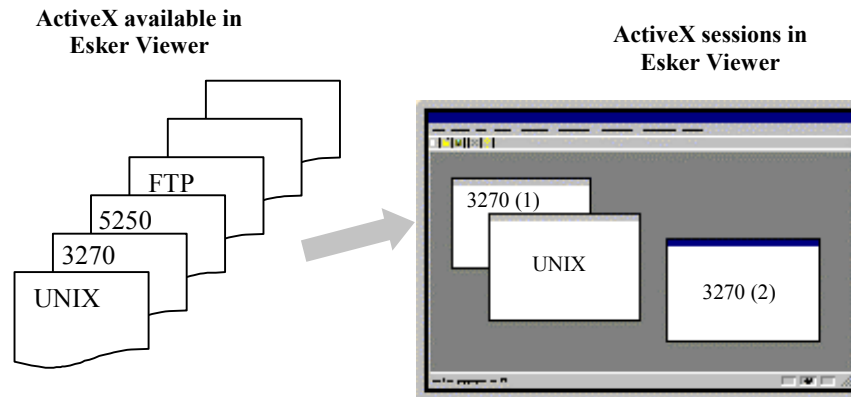 ActiveX available in
Esker Viewer
ActiveX sessions in
Esker Viewer
FTP
5250
3270
UNIX
3270 (1)
UNIX
3270 (2)